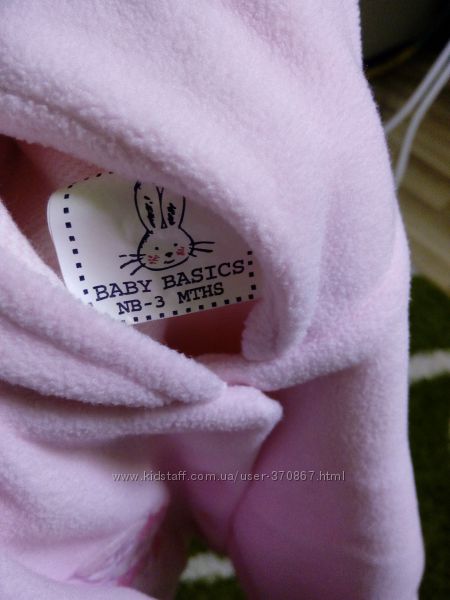 BABY BASICS
NB-3 MTHS
www.kidstaff.com.ua/user-370867.html